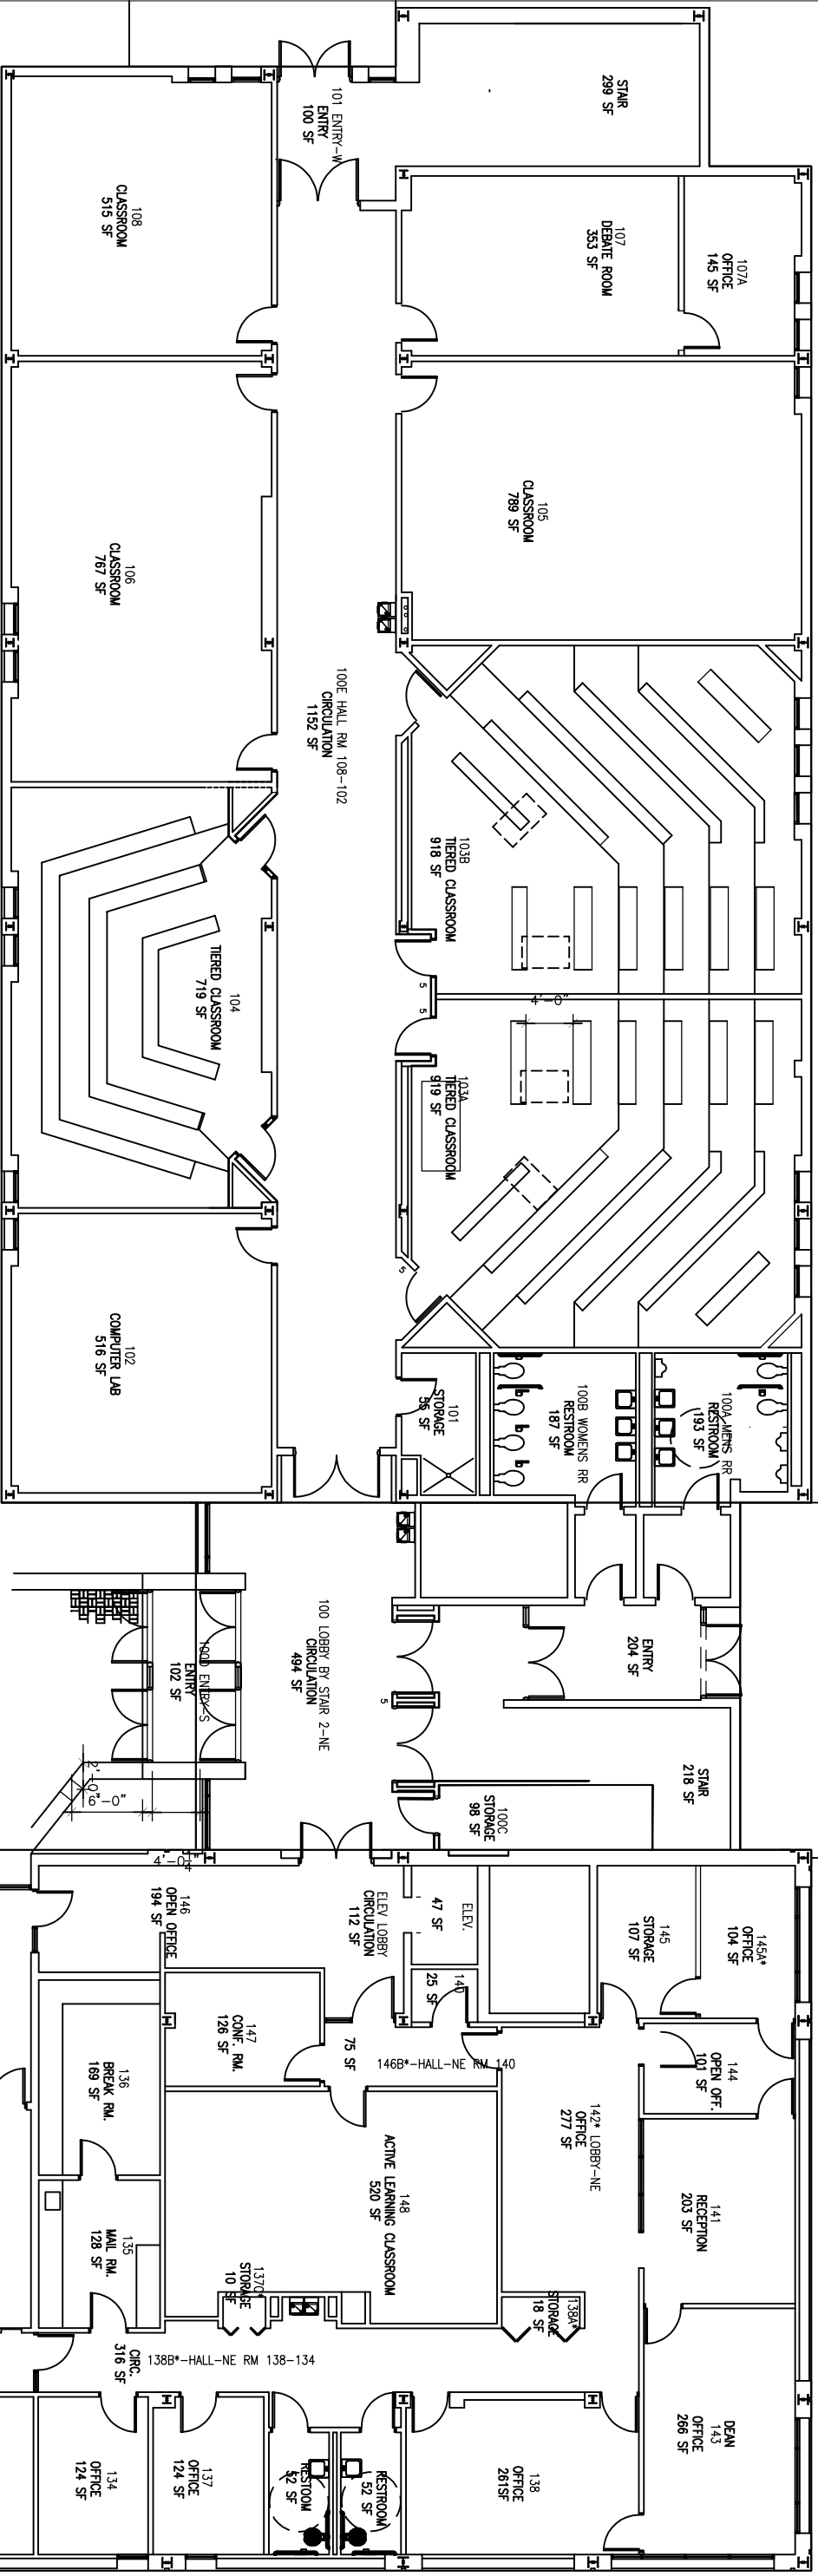 STAIR
299 SF
101 ENTRY-W
ENTRY
100 SF
108
CLASSROOM
515 SF
107
DEBATE ROOM
353 SF
107A
OFFICE
145 SF
105
CLASSROOM
789 SF
106
CLASSROOM
767 SF
100E HALL RM 108-102
CIRCULATION
1152 SF
103B
TIERED CLASSROOM
918 SF
104
TIERED CLASSROOM
719 SF
5
5
4'-0"
103A
TIERED CLASSROOM
919 SF
5
102
COMPUTER LAB
516 SF
101
STORAGE
55 SF
100B WOMENS RR
RESTROOM
187 SF
100A MENS RR
RESTROOM
193 SF
100 LOBBY BY STAIR 2-NE
CIRCULATION
494 SF
ENTRY
204 SF
100D ENTRY-S
ENTRY
102 SF
5
STAIR
218 SF
100C
STORAGE
98 SF
6'-0"
146
OPEN OFFICE
194 SF
ELEV LOBBY
CIRCULATION
112 SF
ELEV.
47 SF
145
STORAGE
107 SF
145A*
OFFICE
104 SF
140
25 SF
147
CONF. RM.
126 SF
75 SF
146B*-HALL-NE RM 140
144
OPEN OFF.
101 SF
136
BREAK RM.
169 SF
142* LOBBY-NE
OFFICE
277 SF
148
ACTIVE LEARNING CLASSROOM
520 SF
141
RECEPTION
203 SF
135
MAIL RM.
128 SF
STORAGE
10 SF
138A*
STORAGE
18 SF
CIRC.
316 SF
138B*-HALL-NE RM 138-134
DEAN
143
OFFICE
266 SF
134
OFFICE
124 SF
137
OFFICE
124 SF
RESTOOM
52 SF
RESTROOM
52 SF
138
OFFICE
261SF